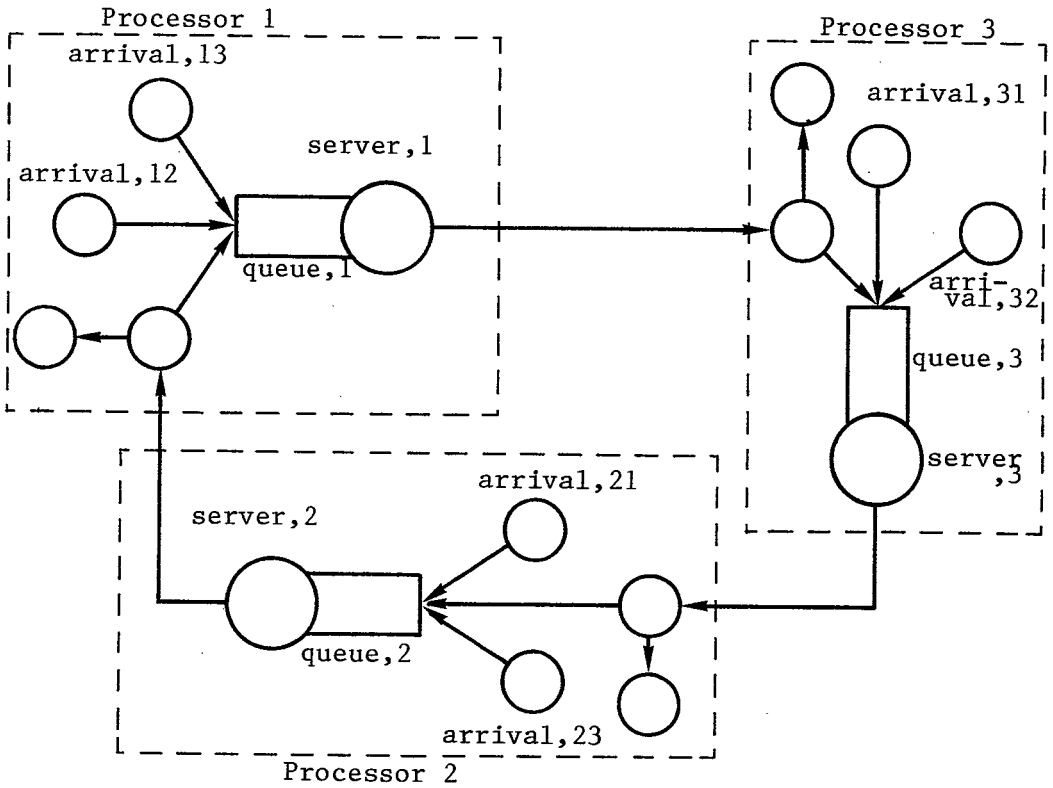 Processor 1
arrival,13
server,1
arrival,12
queue,1
Processor 3
arrival,31
arri-
val,32
queue,3
server
,3
arrival,21
server,2
queue,2
arrival,23
Processor 2